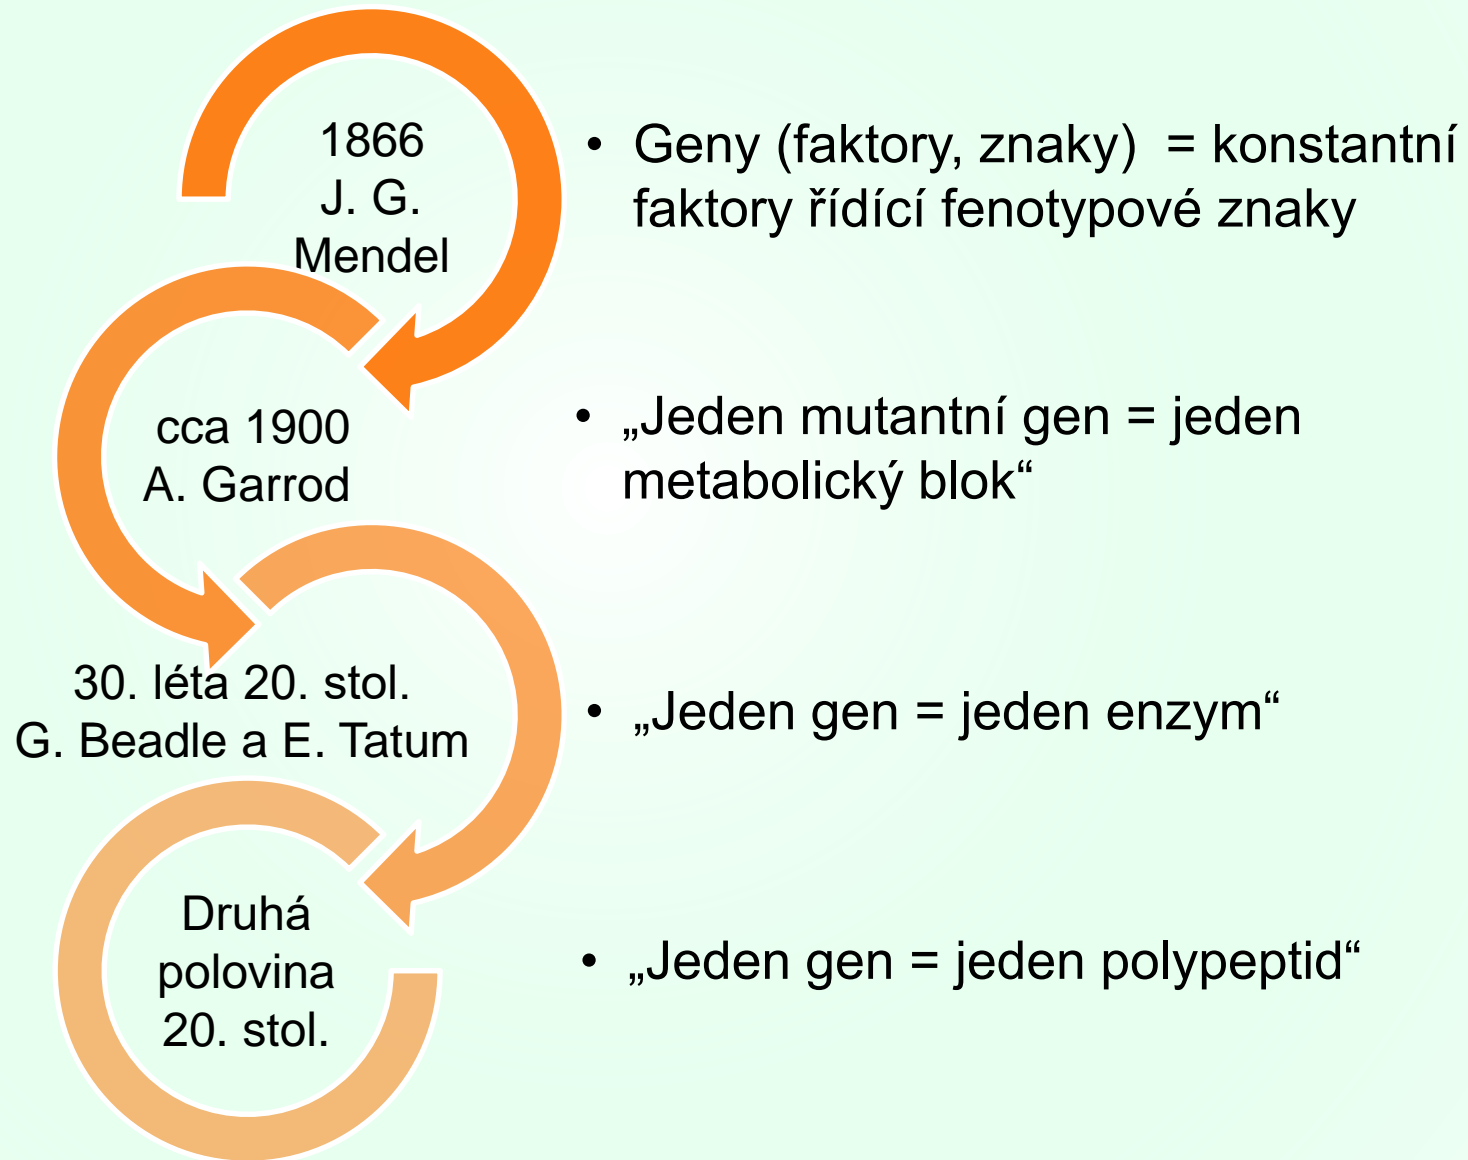 1866
J. G.
Mendel
• Geny (faktory, znaky) = konstantní
faktory řídící fenotypové znaky
cca 1900
A. Garrod
• „Jeden mutantní gen = jeden
metabolický blok“
30. léta 20. stol.
G. Beadle a E. Tatum
• „Jeden gen = jeden enzym“
Druhá
polovina
20. stol.
• „Jeden gen = jeden polypeptid“